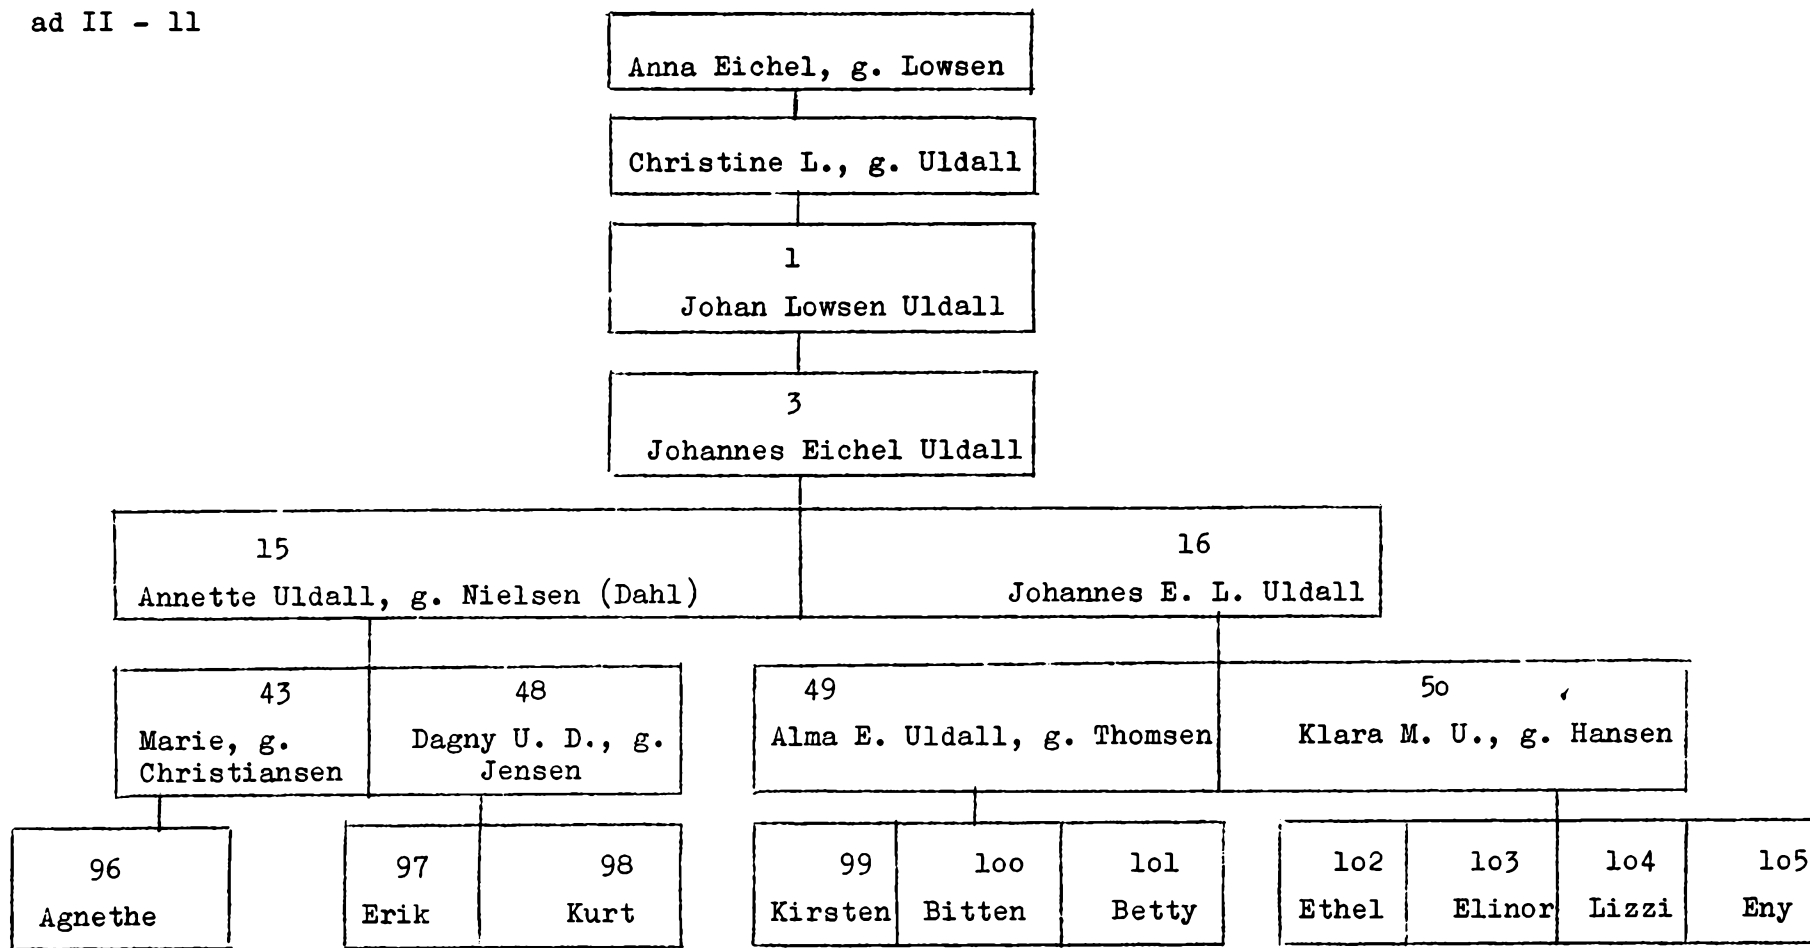 ad II - 11
Anna Eichel, g. Lowsen
Christine L., g. Uldall
1
Johan Lowsen Uldall
3
Johannes Eichel Uldall
15
Annette Uldall, g. Nielsen (Dahl)
16
Johannes E. L. Uldall
43
Marie, g.
Christiansen
48
Dagny U. D., g.
Jensen
49
Alma E. Uldall, g. Thomsen
5o
Klara M. U., g. Hansen
96
Agnethe
97
Erik
98
Kurt
99
Kirsten
1oo
Bitten
1o1
Betty
1o2
Ethel
1o3
Elinor
1o4
Lizzi
1o5
Eny